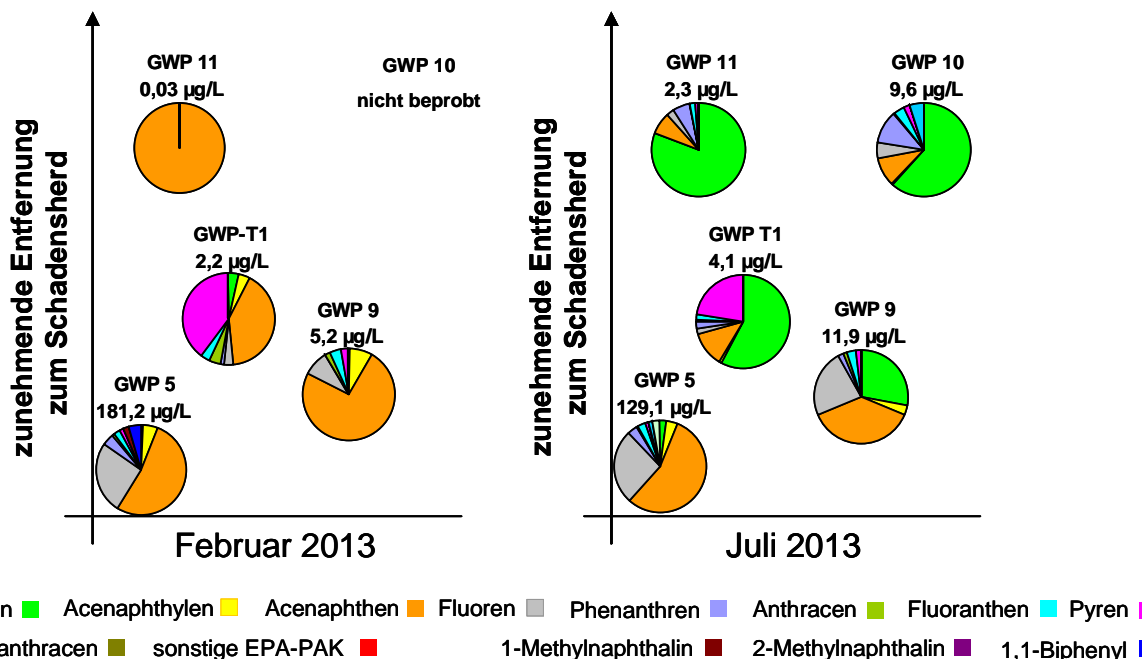 GWP 11
0,03 µg/L
GWP 10
nicht beprobt
GWP-T1
2,2 µg/L
GWP 9
5,2 µg/L
GWP 5
181,2 µg/L
zunehmende Entfernung
zum Schadensherd
Februar 2013
GWP 11
2,3 µg/L
GWP 10
9,6 µg/L
GWP T1
4,1 µg/L
GWP 9
11,9 µg/L
GWP 5
129,1 µg/L
zunehmende Entfernung
zum Schadensherd
Juli 2013
n Acenaphthylen Acenaphthen Fluoren Phenanthren Anthracen Fluoranthen Pyren
anthracen sonstige EPA-PAK 1-Methylnaphthalin 2-Methylnaphthalin 1,1-Biphenyl